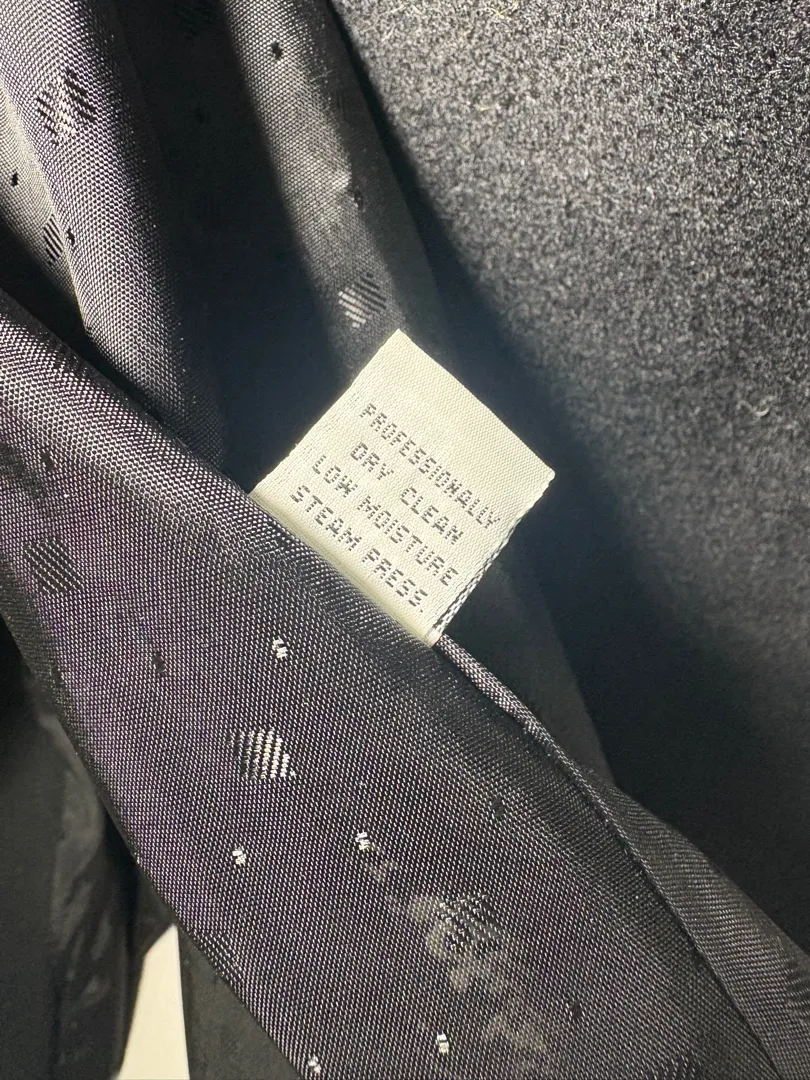 PROFESSIONALLY
DRY CLEAN
LOW MOISTURE
STEAM PRESS.